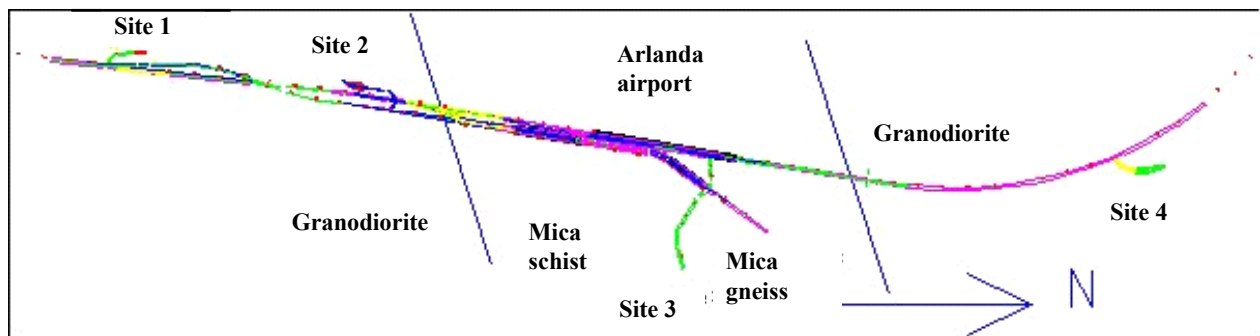 Site 1
Site 2
Arlanda
airport
Granodiorite
Site 4
Granodiorite
Mica
schist
Mica
gneiss
Site 3
N